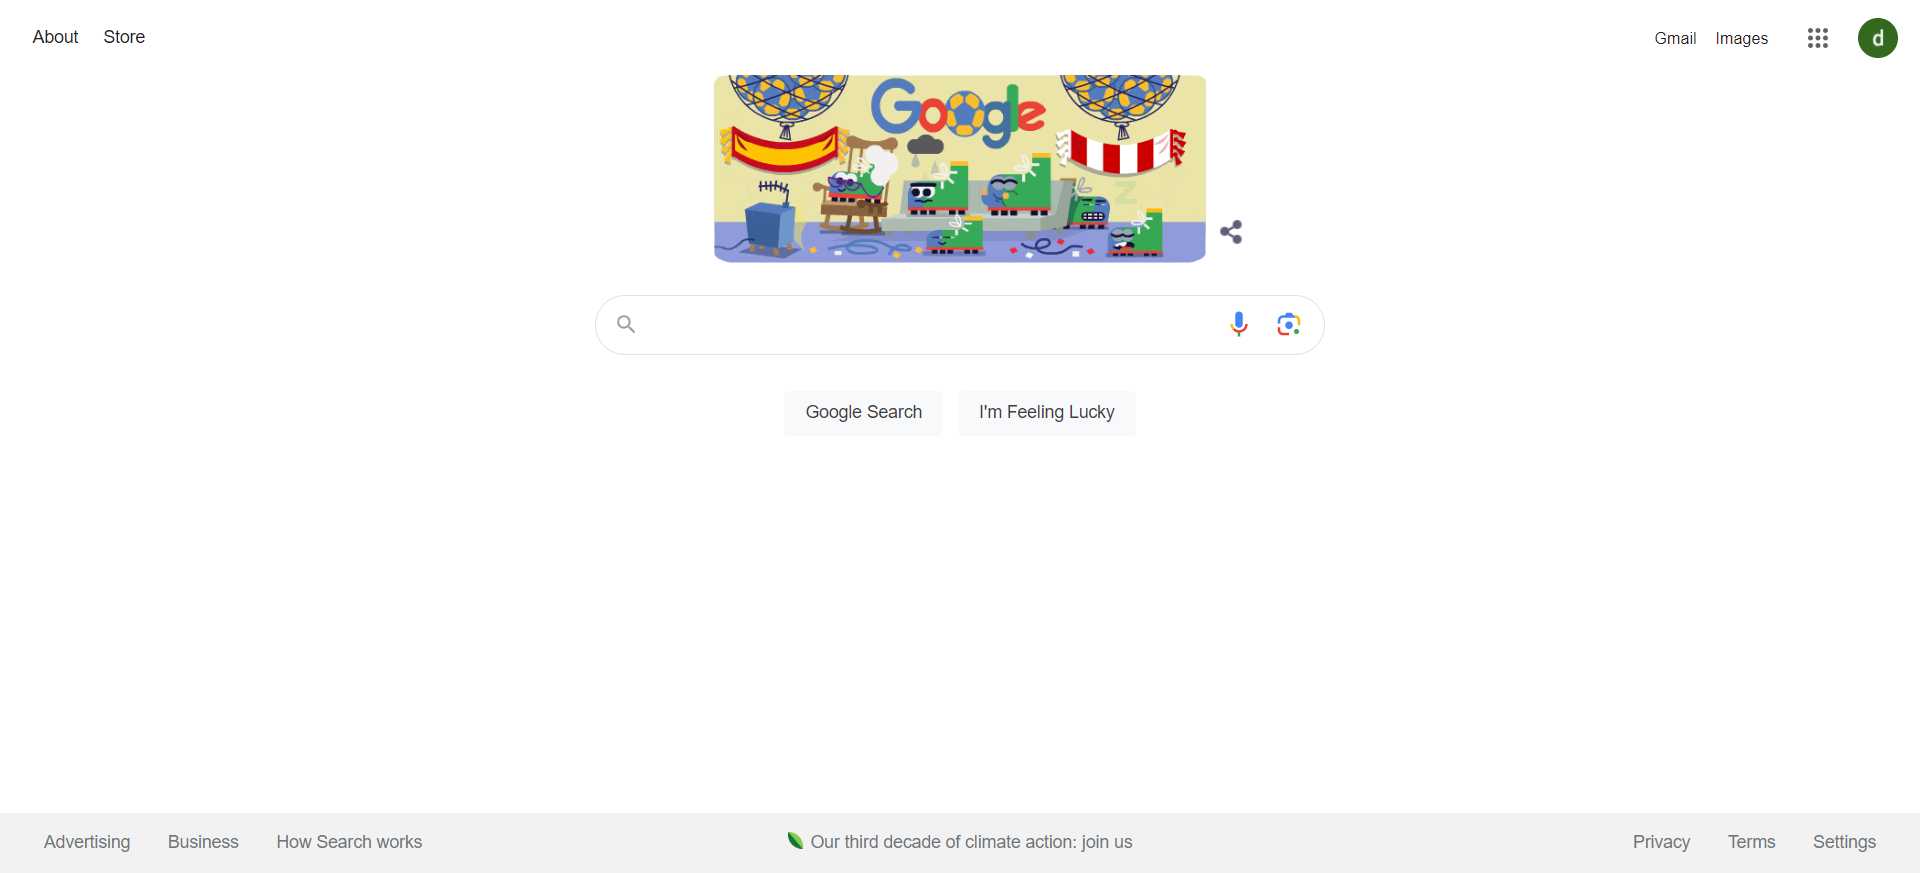 About Store
Gmail Images
d
Google
Z
Google Search I'm Feeling Lucky
Advertising Business How Search works
Our third decade of climate action: join us
Privacy Terms Settings